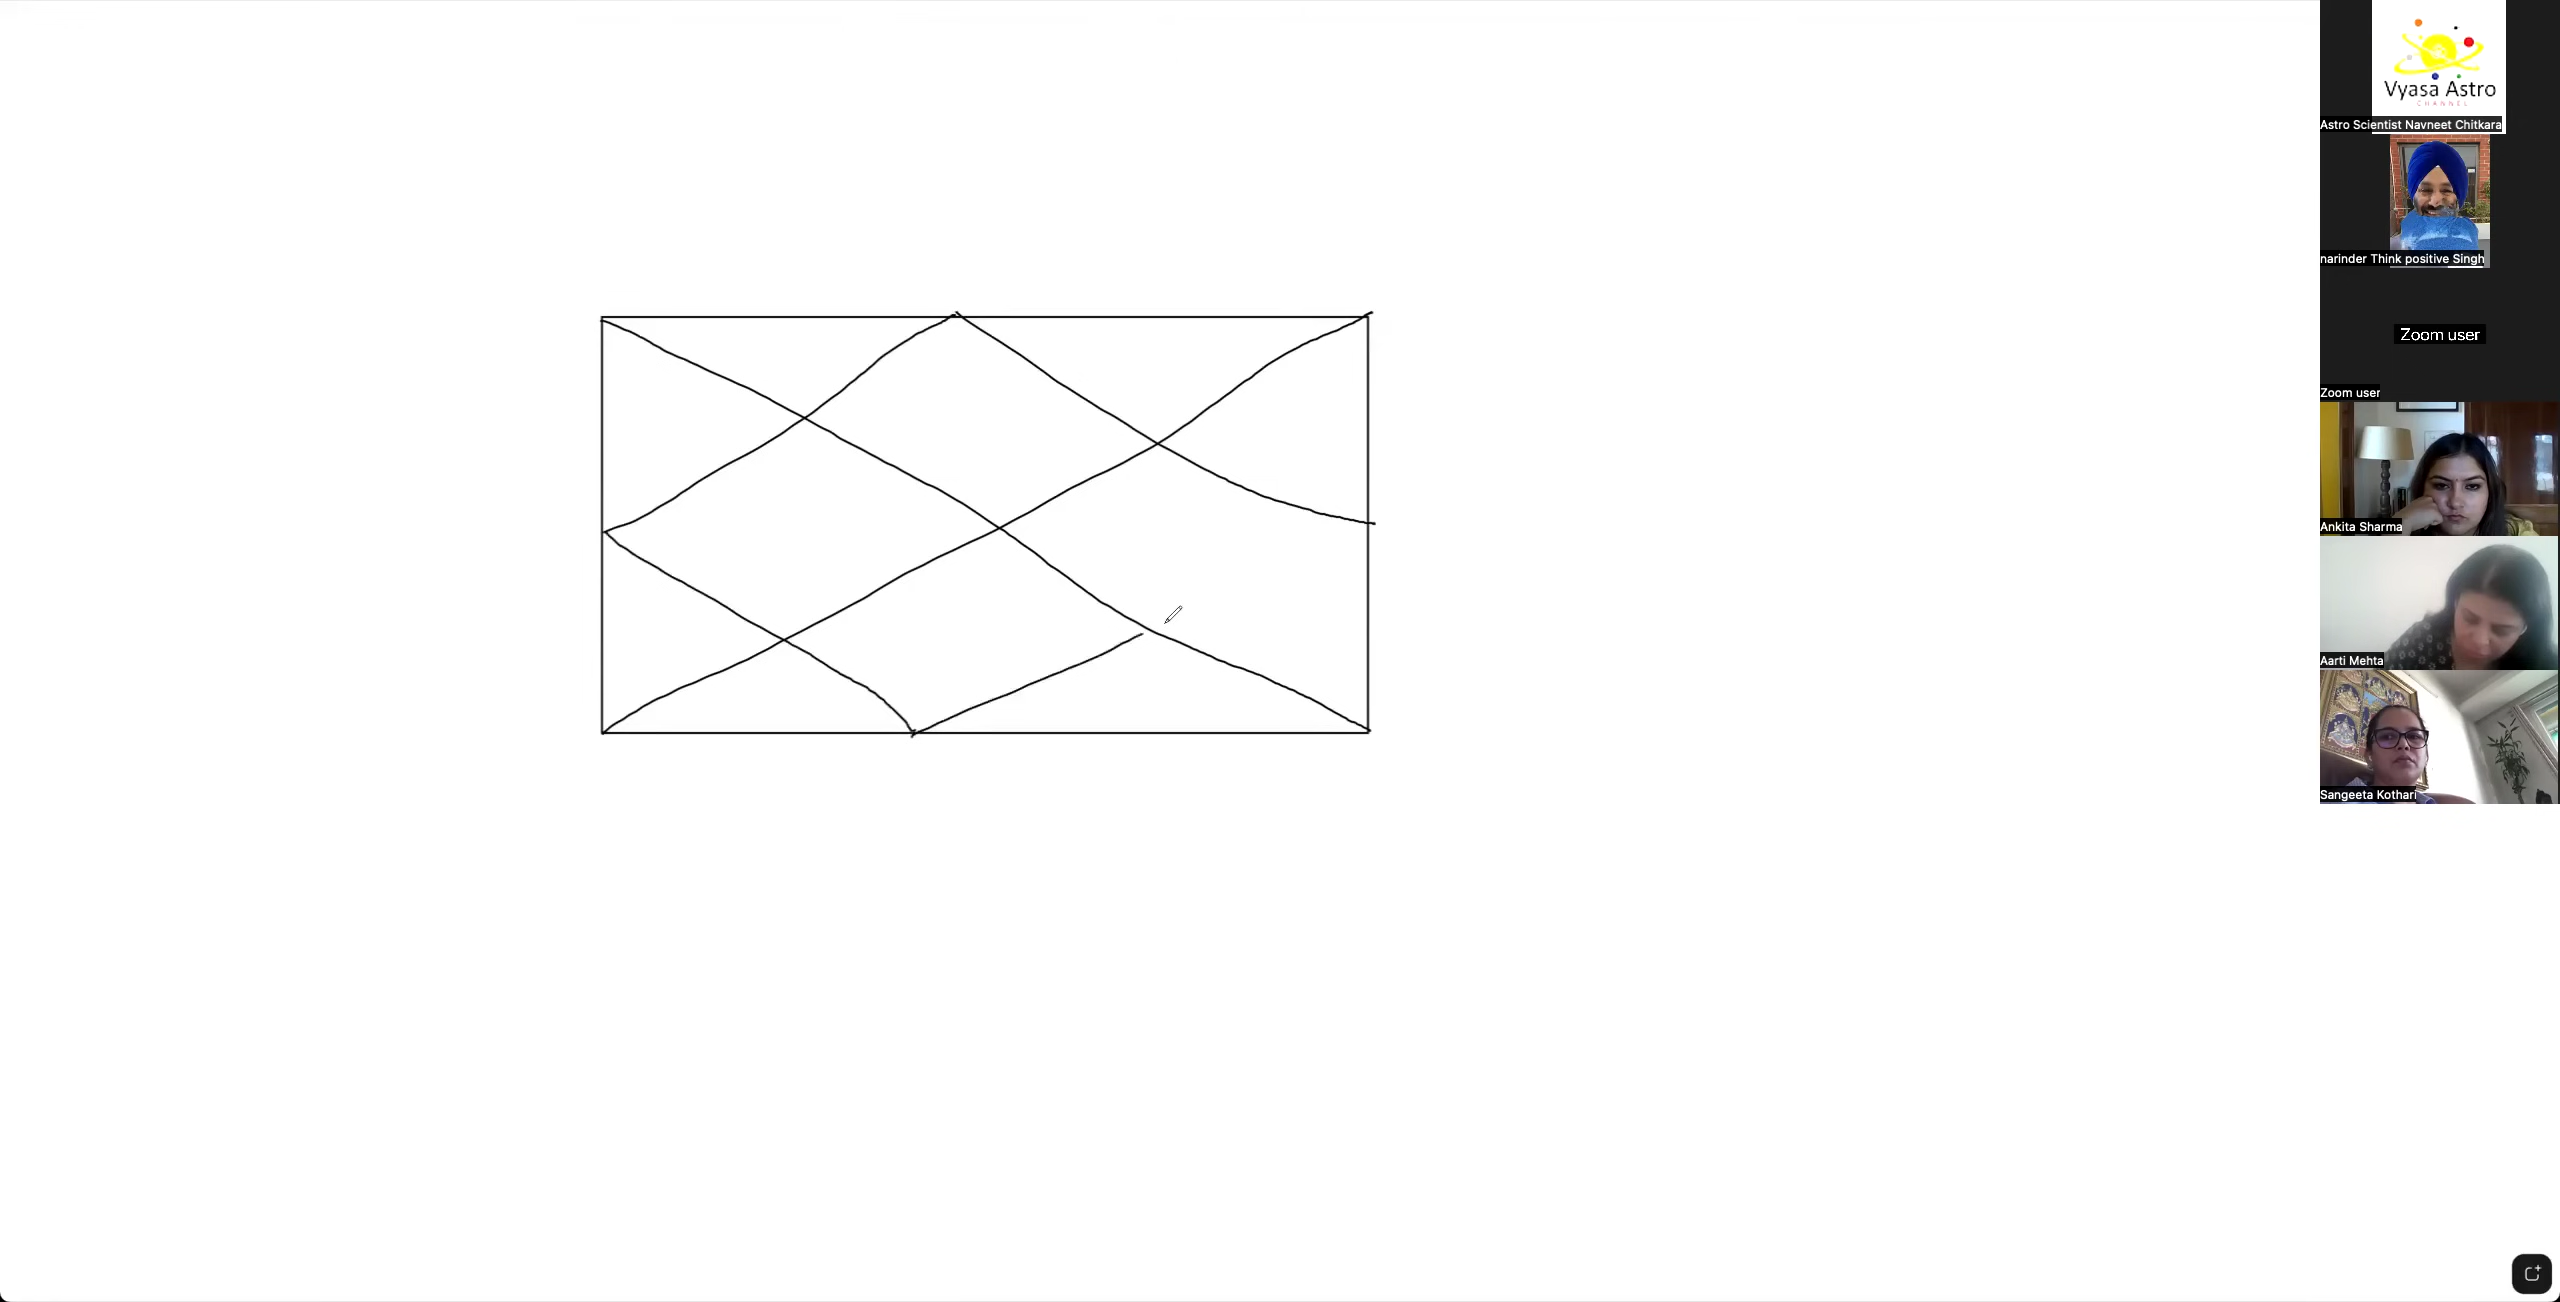 Vyasa Astro
CHANNEL
Astro Scientist Navneet Chitkara
narinder Think positive Singh
Zoom user
Zoom user
Ankita Sharma
Aarti Mehta
Sangeeta Kothari